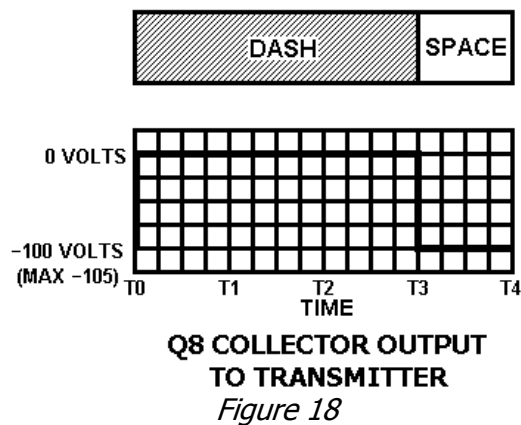 DASH SPACE
0 VOLTS
−100 VOLTS
(MAX −105)
T0 T1 T2 T3 T4
TIME
Q8 COLLECTOR OUTPUT
TO TRANSMITTER
Figure 18